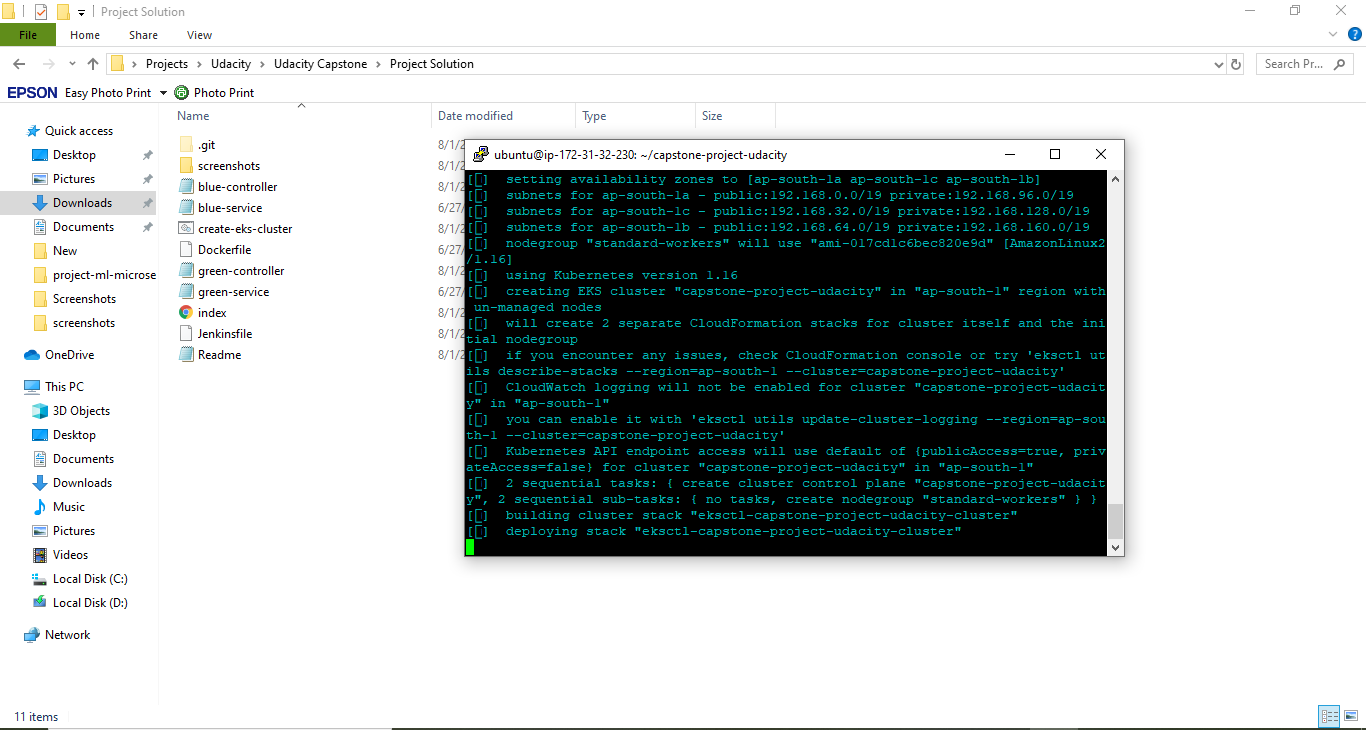 Project Solution
File Home Share View
Projects Udacity Udacity Capstone Project Solution
Search Pr...
EPSON Easy Photo Print Photo Print
Name Date modified Type Size
Quick access
Desktop
Pictures
Downloads
Documents
New
project-ml-microse
Screenshots
screenshots
OneDrive
This PC
3D Objects
Desktop
Documents
Downloads
Music
Pictures
Videos
Local Disk (C:)
Local Disk (D:)
Network
.git 8/1/2
screenshots 8/1/2
blue-controller 8/1/2
blue-service 6/27/
create-eks-cluster 8/1/2
Dockerfile 6/27/
green-controller 8/1/2
green-service 6/27/
index 8/1/2
Jenkinsfile 8/1/2
Readme 8/1/2
ubuntu@ip-172-31-32-230: ~/capstone-project-udacity
[ ] setting availability zones to [ap-south-1a ap-south-1c ap-south-1b]
[ ] subnets for ap-south-1a - public:192.168.0.0/19 private:192.168.96.0/19
[ ] subnets for ap-south-1c - public:192.168.32.0/19 private:192.168.128.0/19
[ ] subnets for ap-south-1b - public:192.168.64.0/19 private:192.168.160.0/19
[ ] nodegroup "standard-workers" will use "ami-017cd1c6bec820e9d" [AmazonLinux2
/1.16]
[ ] using Kubernetes version 1.16
[ ] creating EKS cluster "capstone-project-udacity" in "ap-south-1" region with
un-managed nodes
[ ] will create 2 separate CloudFormation stacks for cluster itself and the ini
tial nodegroup
[ ] if you encounter any issues, check CloudFormation console or try 'eksctl ut
ils describe-stacks --region=ap-south-1 --cluster=capstone-project-udacity'
[ ] CloudWatch logging will not be enabled for cluster "capstone-project-udacit
y" in "ap-south-1"
[ ] you can enable it with 'eksctl utils update-cluster-logging --region=ap-sou
th-1 --cluster=capstone-project-udacity'
[ ] Kubernetes API endpoint access will use default of {publicAccess=true, priv
ateAccess=false} for cluster "capstone-project-udacity" in "ap-south-1"
[ ] 2 sequential tasks: { create cluster control plane "capstone-project-udacit
y", 2 sequential sub-tasks: { no tasks, create nodegroup "standard-workers" } }
[ ] building cluster stack "eksctl-capstone-project-udacity-cluster"
[ ] deploying stack "eksctl-capstone-project-udacity-cluster"
11 items